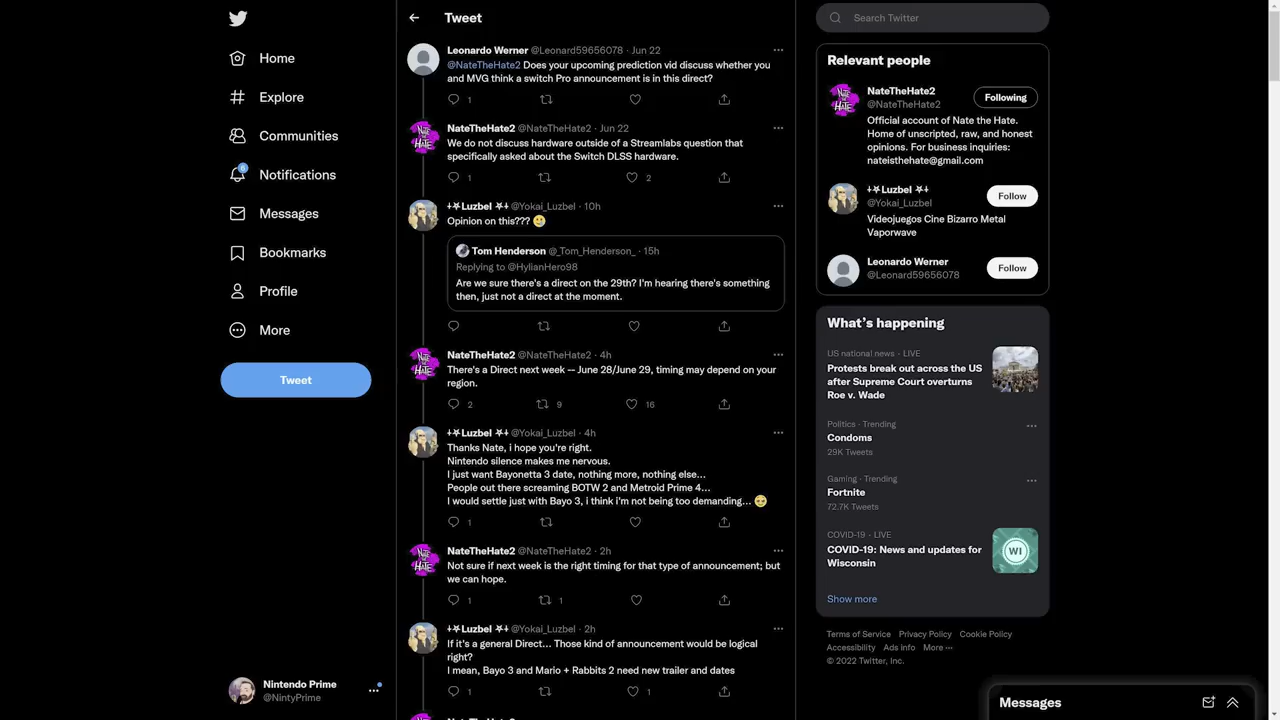 Home
Explore
Communities
6
Notifications
Messages
Bookmarks
Profile
More
Tweet
Nintendo Prime
@NintyPrime
Tweet
Leonardo Werner @Leonard59656078 · Jun 22
@NateTheHate2 Does your upcoming prediction vid discuss whether you
and MVG think a switch Pro announcement is in this direct?
1
NateTheHate2 @NateTheHate2 · Jun 22
We do not discuss hardware outside of a Streamlabs question that
specifically asked about the Switch DLSS hardware.
1 2
Luzbel @Yokai_Luzbel · 10h
Opinion on this???
Tom Henderson @_Tom_Henderson_ · 15h
Replying to @HylianHero98
Are we sure there's a direct on the 29th? I'm hearing there's something
then, just not a direct at the moment.
NateTheHate2 @NateTheHate2 · 4h
There's a Direct next week -- June 28/June 29, timing may depend on your
region.
2 9 16
Luzbel @Yokai_Luzbel · 4h
Thanks Nate, i hope you're right.
Nintendo silence makes me nervous.
I just want Bayonetta 3 date, nothing more, nothing else...
People out there screaming BOTW 2 and Metroid Prime 4...
I would settle just with Bayo 3, i think i'm not being too demanding...
1
NateTheHate2 @NateTheHate2 · 2h
Not sure if next week is the right timing for that type of announcement; but
we can hope.
1 1
Luzbel @Yokai_Luzbel · 2h
If it's a general Direct... Those kind of announcement would be logical
right?
I mean, Bayo 3 and Mario + Rabbits 2 need new trailer and dates
1 1
Search Twitter
Relevant people
NateTheHate2
@NateTheHate2
Following
Official account of Nate the Hate.
Home of unscripted, raw, and honest
opinions. For business inquiries:
nateisthehate@gmail.com
Luzbel
@Yokai_Luzbel
Follow
Videojuegos Cine Bizarro Metal
Vaporwave
Leonardo Werner
@Leonard59656078
Follow
What's happening
US national news · LIVE
Protests break out across the US
after Supreme Court overturns
Roe v. Wade
Politics · Trending
Condoms
29K Tweets
Gaming · Trending
Fortnite
72.7K Tweets
COVID-19 · LIVE
COVID-19: News and updates for
Wisconsin
WI
Show more
Terms of Service Privacy Policy Cookie Policy
Accessibility Ads info More ···
© 2022 Twitter, Inc.
Messages